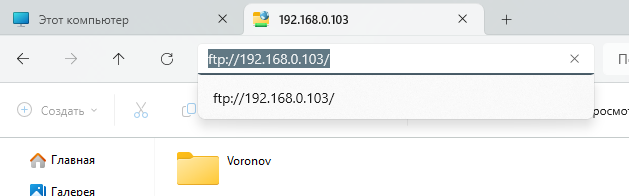 Этот компьютер
192.168.0.103
ftp://192.168.0.103/
ftp://192.168.0.103/
Создать
Главная
Voronov
Галерея